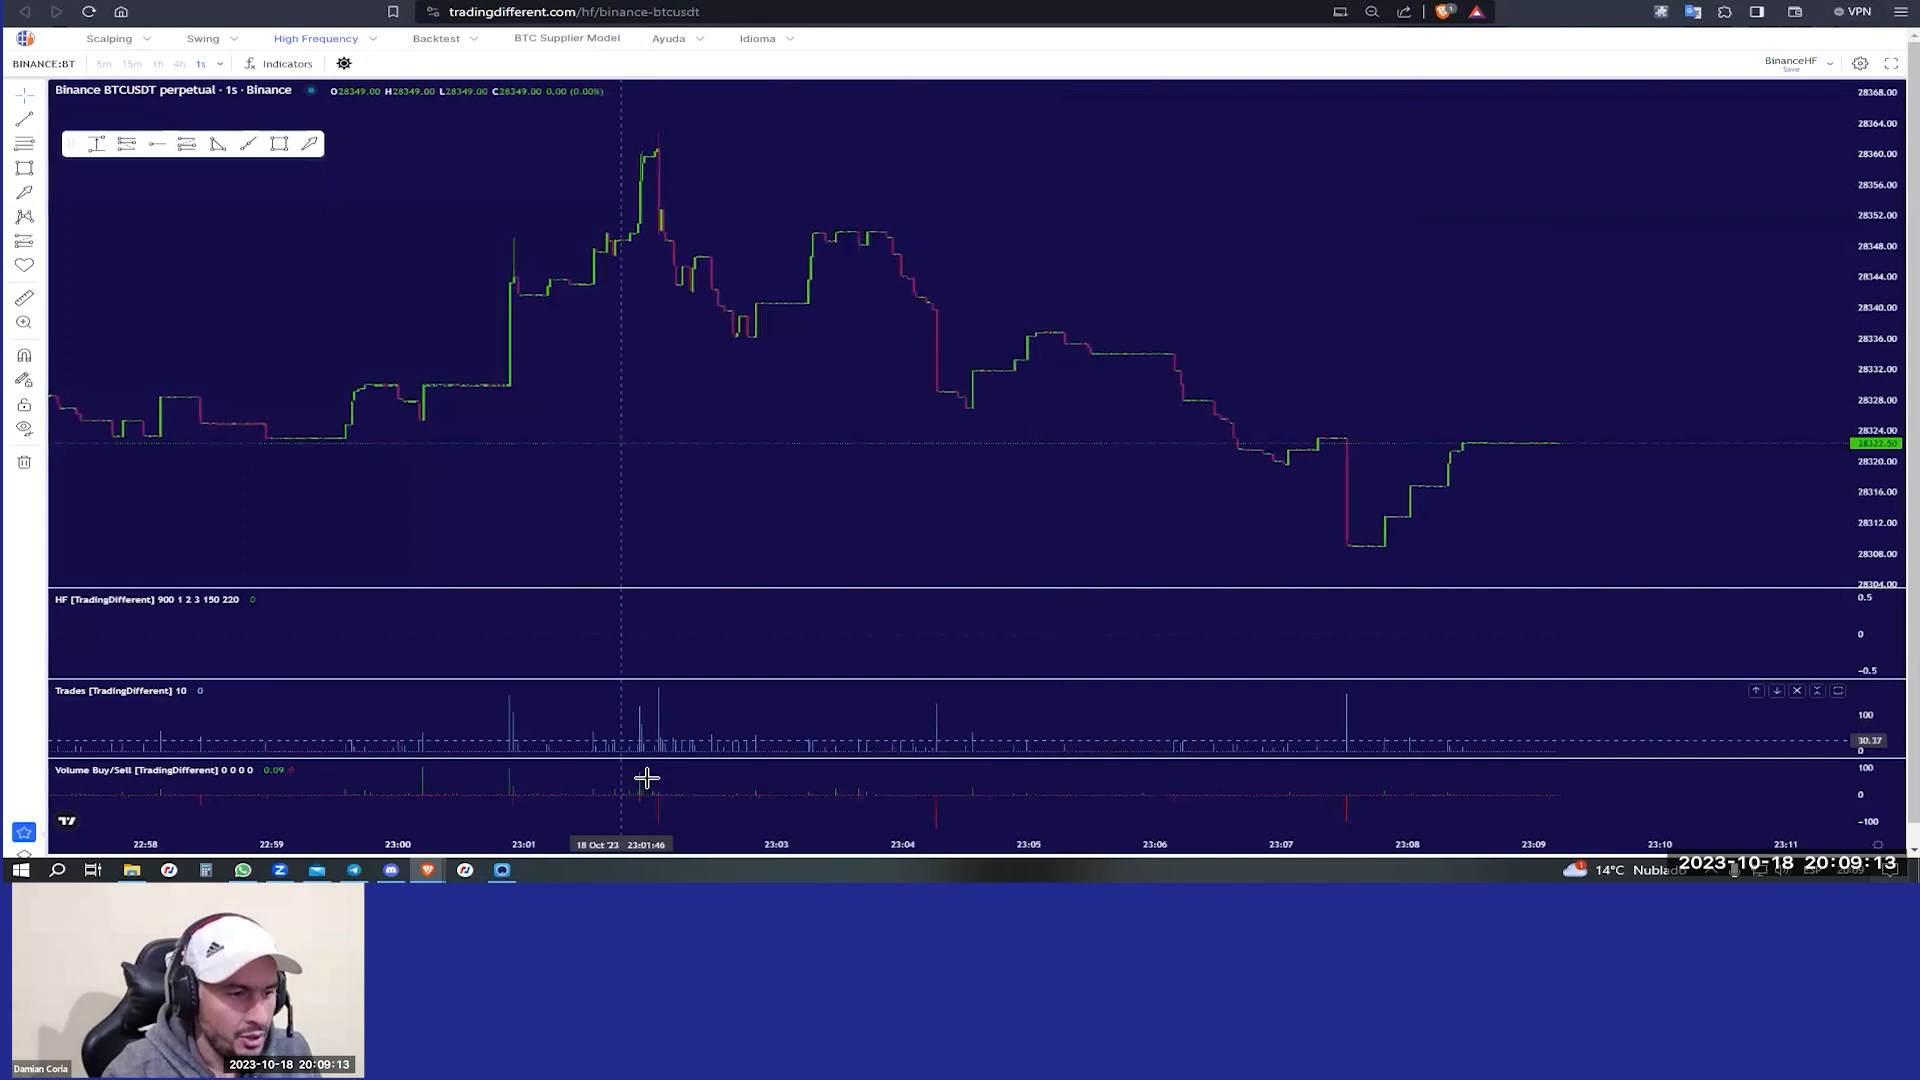 tradingdifferent.com/hf/binance-btcusdt
VPN
Scalping Swing High Frequency Backtest BTC Supplier Model Ayuda Idioma
BINANCE:BT 5m 15m 1h 4h 1s Indicators
BinanceHF
Save
Binance BTCUSDT perpetual · 1s · Binance O28349.00 H28349.00 L28349.00 C28349.00 0.00 (0.00%)
28368.00
28364.00
28360.00
28356.00
28352.00
28348.00
28344.00
28340.00
28336.00
28332.00
28328.00
28324.00
28322.50
28320.00
28316.00
28312.00
28308.00
28304.00
HF [TradingDifferent] 900 1 2 3 150 220 0
0.5
0
−0.5
Trades [TradingDifferent] 10 0
100
30.37
0
Volume Buy/Sell [TradingDifferent] 0 0 0 0 0.09
100
0
−100
22:58 22:59 23:00 23:01 18 Oct '23 23:01:46 23:03 23:04 23:05 23:06 23:07 23:08 23:09 23:10 23:11
14°C Nublado
2023-10-18 20:09:13
Damian Coria
2023-10-18 20:09:13